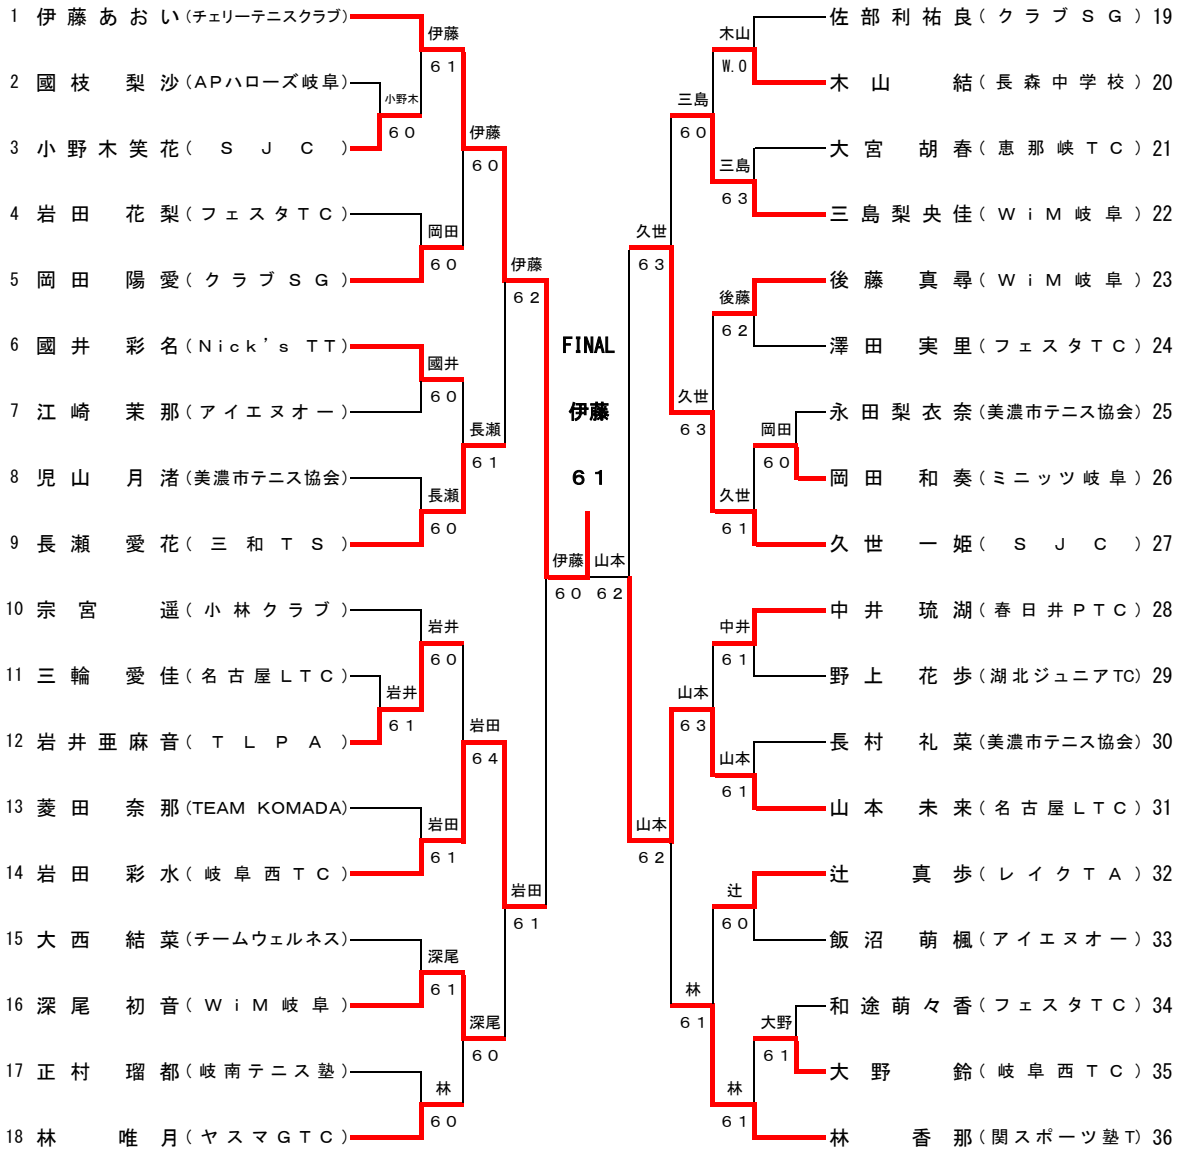 1 伊藤あおい(チェリーテニスクラブ)
2 國枝 梨沙(APハローズ岐阜)
3 小野木笑花(SJC)
4 岩田 花梨(フェスタTC)
5 岡田 陽愛(クラブSG)
6 國井 彩名(Nick's TT)
7 江崎 茉那(アイエヌオー)
8 児山 月渚(美濃市テニス協会)
9 長瀬 愛花(三和TS)
10 宗宮 遥(小林クラブ)
11 三輪 愛佳(名古屋LTC)
12 岩井亜麻音(TLPA)
13 菱田 奈那(TEAM KOMADA)
14 岩田 彩水(岐阜西TC)
15 大西 結菜(チームウェルネス)
16 深尾 初音(WiM岐阜)
17 正村 瑠都(岐南テニス塾)
18 林 唯月(ヤスマGTC)
小野木
60
岩井
61
伊藤
61
岡田
60
國井
60
長瀬
60
岩井
60
岩田
61
深尾
61
林
60
伊藤
60
長瀬
61
岩田
64
深尾
60
伊藤
62
岩田
61
伊藤
60
FINAL
伊藤
61
山本
62
久世
63
山本
62
三島
60
久世
63
山本
63
林
61
木山
W.0
三島
63
後藤
62
久世
61
中井
61
山本
61
辻
60
林
61
岡田
60
大野
61
佐部利祐良(クラブSG) 19
木山 結(長森中学校) 20
大宮 胡春(恵那峡TC) 21
三島梨央佳(WiM岐阜) 22
後藤 真尋(WiM岐阜) 23
澤田 実里(フェスタTC) 24
永田梨衣奈(美濃市テニス協会) 25
岡田 和奏(ミニッツ岐阜) 26
久世 一姫(SJC) 27
中井 琉湖(春日井PTC) 28
野上 花歩(湖北ジュニアTC) 29
長村 礼菜(美濃市テニス協会) 30
山本 未来(名古屋LTC) 31
辻 真歩(レイクTA) 32
飯沼 萌楓(アイエヌオー) 33
和途萌々香(フェスタTC) 34
大野 鈴(岐阜西TC) 35
林 香那(関スポーツ塾T) 36